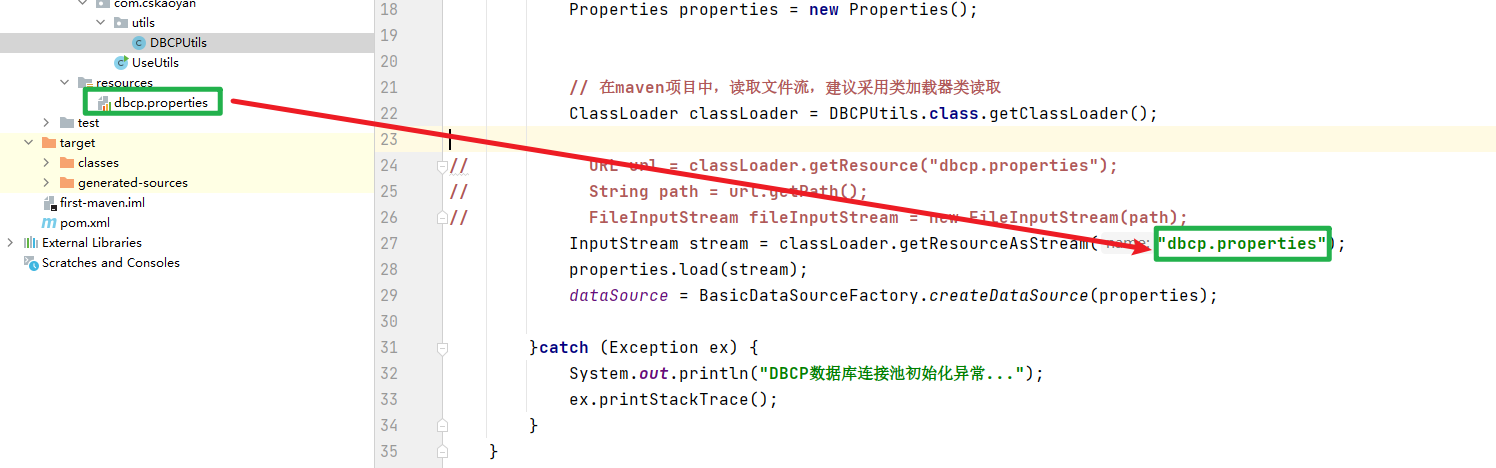 com.cskaoyan
utils
DBCPUtils
UseUtils
resources
dbcp.properties
test
target
classes
generated-sources
first-maven.iml
pom.xml
External Libraries
Scratches and Consoles
18 Properties properties = new Properties();
19
20
21 // 在maven项目中，读取文件流，建议采用类加载器类读取
22 ClassLoader classLoader = DBCPUtils.class.getClassLoader();
23
24 // URL url = classLoader.getResource("dbcp.properties");
25 // String path = url.getPath();
26 // FileInputStream fileInputStream = new FileInputStream(path);
27 InputStream stream = classLoader.getResourceAsStream( name: "dbcp.properties");
28 properties.load(stream);
29 dataSource = BasicDataSourceFactory.createDataSource(properties);
30
31 }catch (Exception ex) {
32 System.out.println("DBCP数据库连接池初始化异常...");
33 ex.printStackTrace();
34 }
35 }